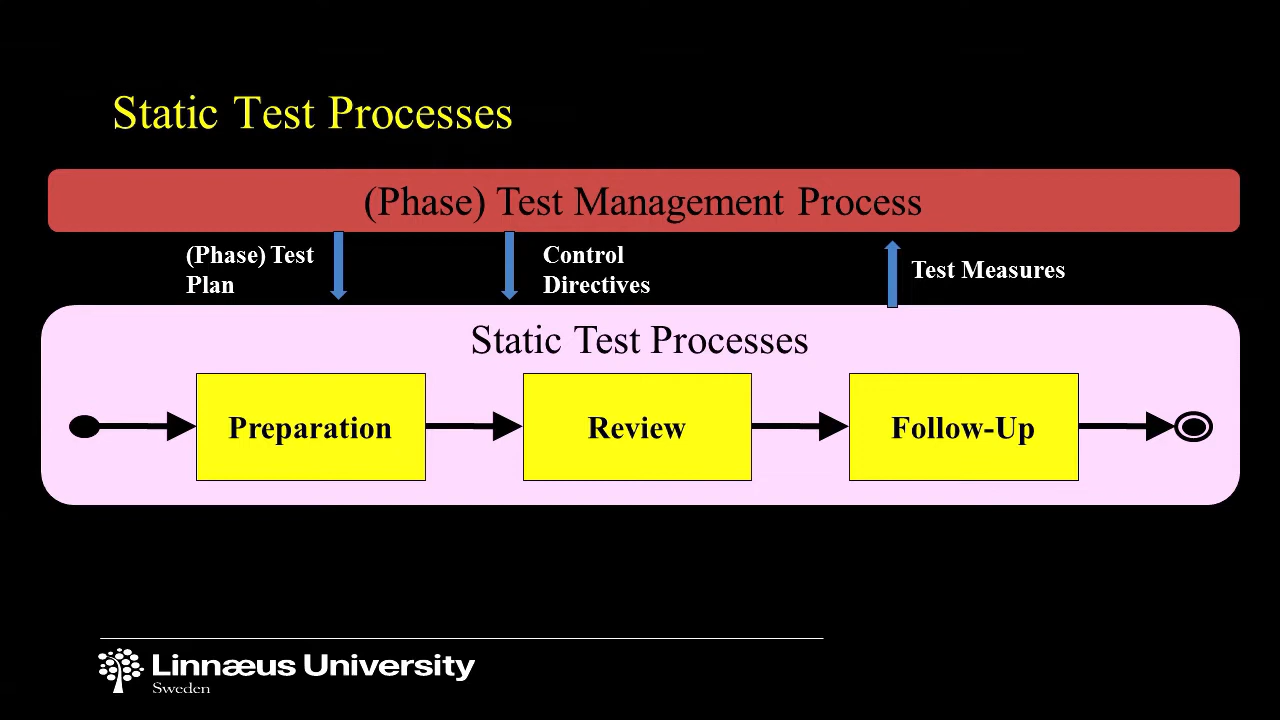 Static Test Processes
(Phase) Test Management Process
(Phase) Test
Plan
Control
Directives
Test Measures
Static Test Processes
Preparation
Review
Follow-Up
Linnæus University
Sweden